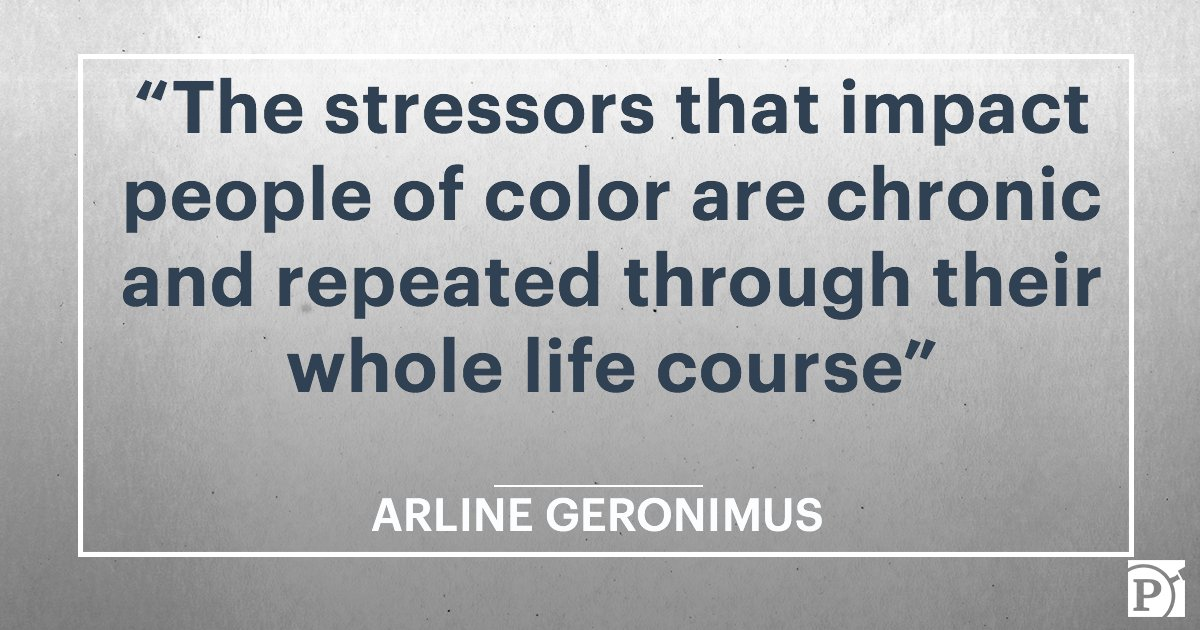 “The stressors that impact
people of color are chronic
and repeated through their
whole life course”
ARLINE GERONIMUS
P